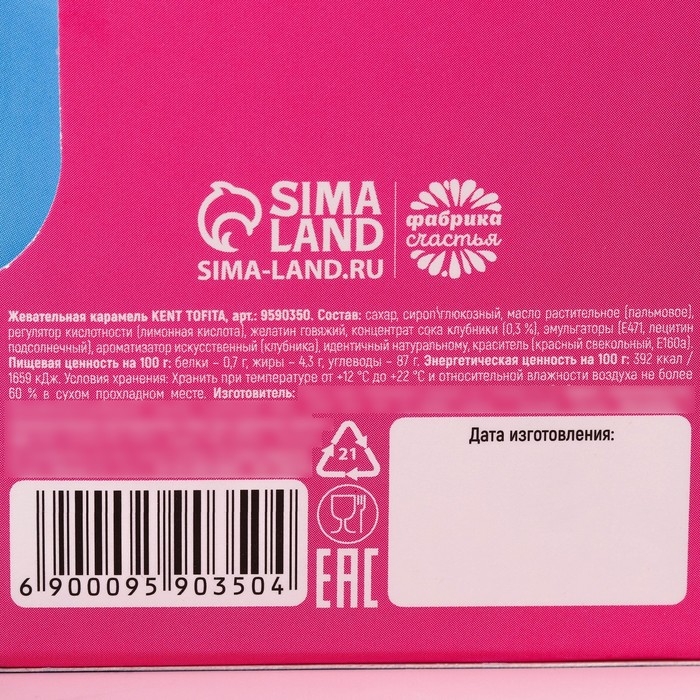 SIMA
LAND
SIMA-LAND.RU
фабрика
счастья
Жевательная карамель KENT TOFITA, арт.: 9590350. Состав: сахар, сироп\глюкозный, масло растительное (пальмовое),
регулятор кислотности (лимонная кислота), желатин говяжий, концентрат сока клубники (0,3 %), эмульгаторы (Е471, лецитин
подсолнечный), ароматизатор искусственный (клубника), идентичный натуральному, краситель (красный свекольный, Е160а).
Пищевая ценность на 100 г: белки – 0,7 г, жиры – 4,3 г, углеводы – 87 г. Энергетическая ценность на 100 г: 392 ккал /
1659 кДж. Условия хранения: Хранить при температуре от +12 °С до +22 °С и относительной влажности воздуха не более
60 % в сухом прохладном месте. Изготовитель:
21
Дата изготовления:
6 900095 903504
EAC